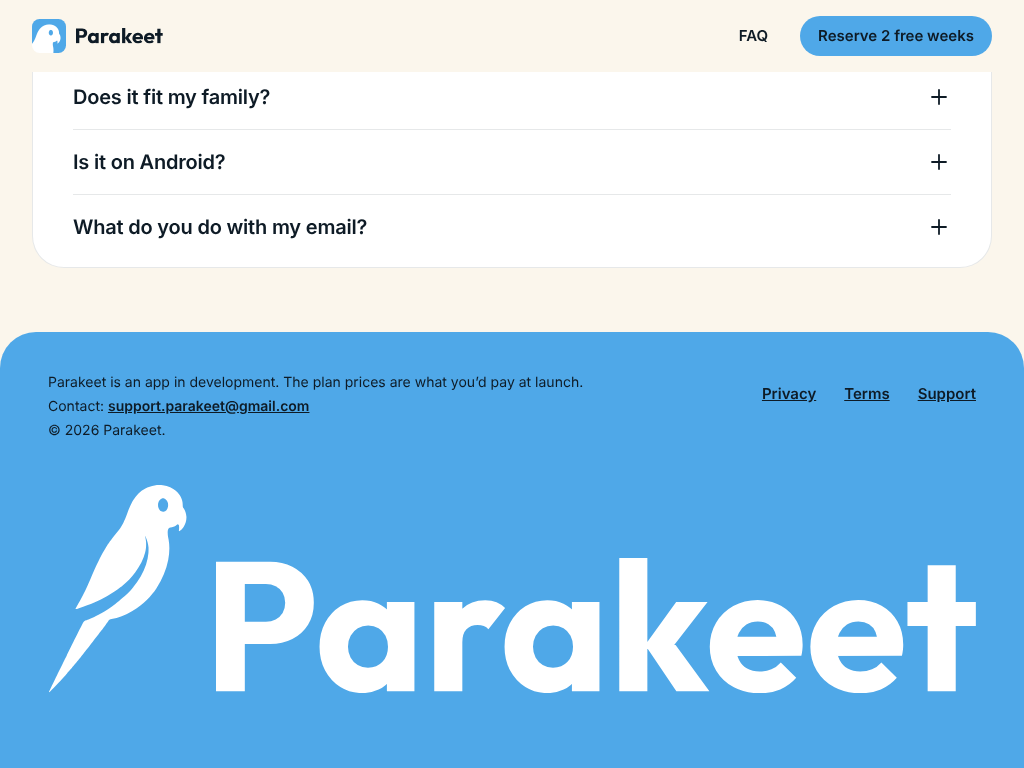 Parakeet
FAQ
Reserve 2 free weeks
Does it fit my family?
Is it on Android?
What do you do with my email?
Parakeet is an app in development. The plan prices are what you’d pay at launch.
Contact: support.parakeet@gmail.com
© 2026 Parakeet.
Privacy
Terms
Support
Parakeet